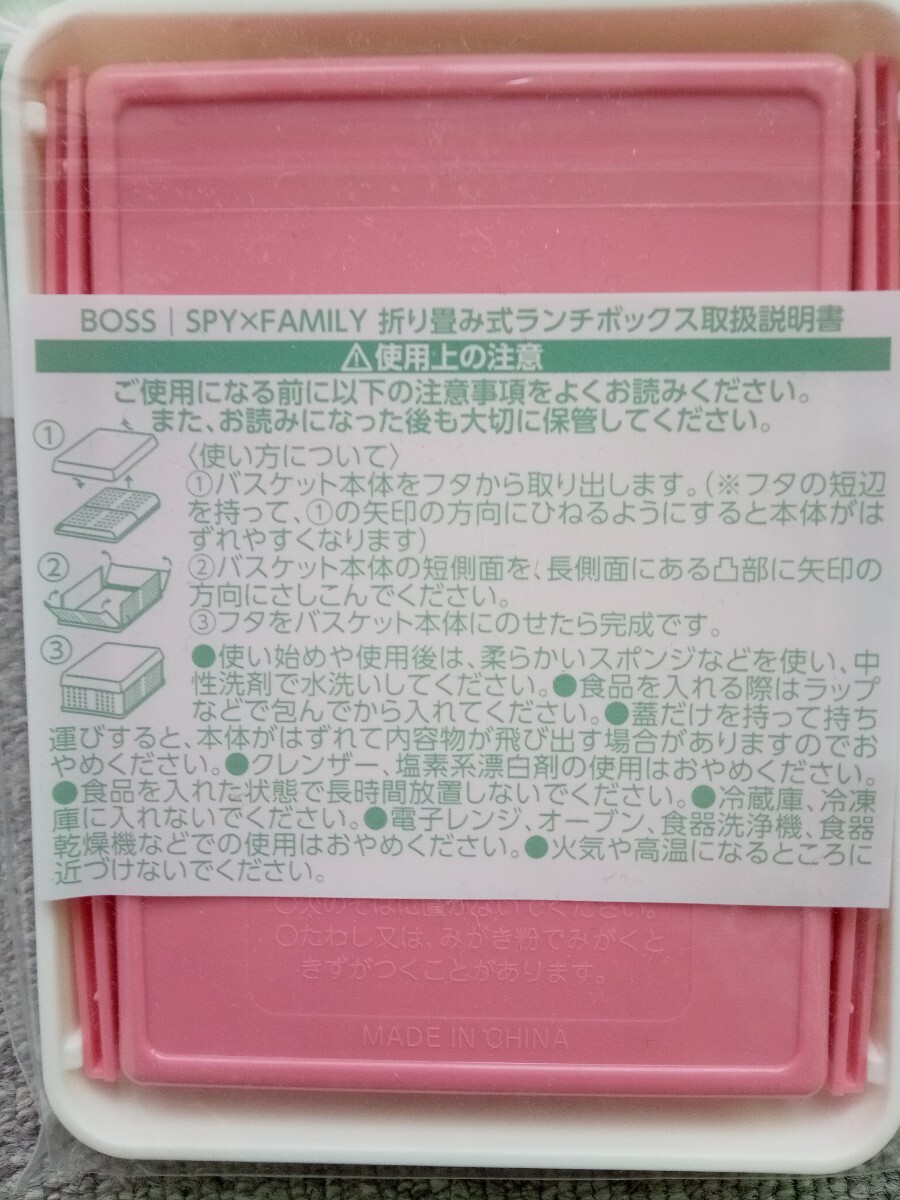 BOSS | SPY×FAMILY 折り畳み式ランチボックス取扱説明書
⚠使用上の注意
ご使用になる前に以下の注意事項をよくお読みください。
また、お読みになった後も大切に保管してください。
①
〈使い方について〉
①バスケット本体をフタから取り出します。(※フタの短辺
を持って、①の矢印の方向にひねるようにすると本体がは
ずれやすくなります)
②
②バスケット本体の短側面を、長側面にある凸部に矢印の
方向にさしこんでください。
③フタをバスケット本体にのせたら完成です。
③
●使い始めや使用後は、柔らかいスポンジなどを使い、中
性洗剤で水洗いしてください。●食品を入れる際はラップ
などで包んでから入れてください。●蓋だけを持って持ち
運びすると、本体がはずれて内容物が飛び出す場合がありますのでお
やめください。●クレンザー、塩素系漂白剤の使用はおやめください。
●食品を入れた状態で長時間放置しないでください。●冷蔵庫、冷凍
庫に入れないでください。●電子レンジ、オーブン、食器洗浄機、食器
乾燥機などでの使用はおやめください。●火気や高温になるところに
近づけないでください。
○火のそばに置かないでください。
○たわし又は、みがき粉でみがくと
きずがつくことがあります。
MADE IN CHINA